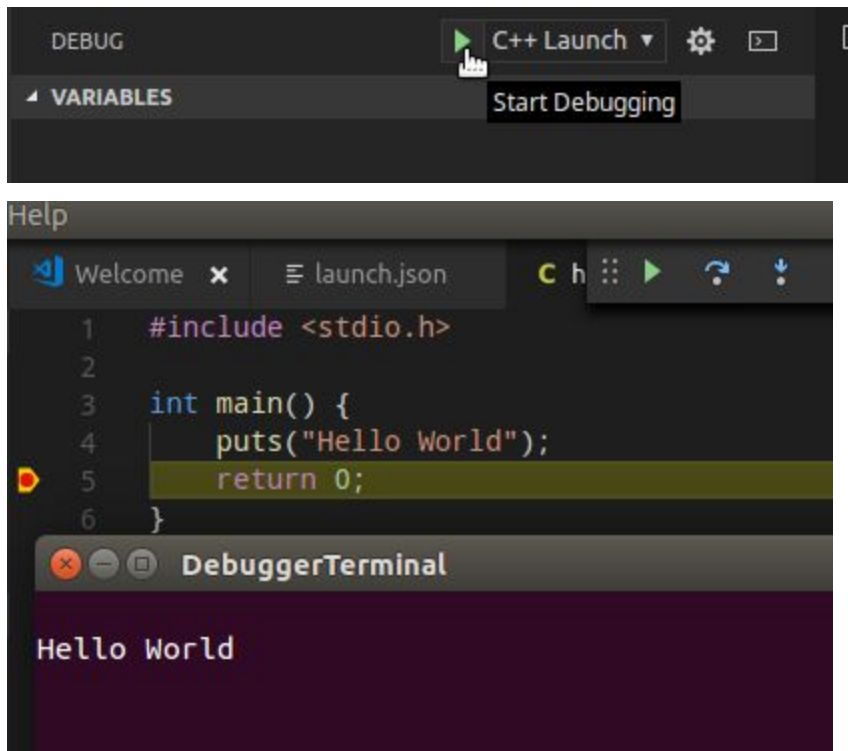 DEBUG
C++ Launch
VARIABLES
Start Debugging
Help
Welcome
launch.json
C h
1 #include <stdio.h>
2
3 int main() {
4 puts("Hello World");
5 return 0;
6 }
DebuggerTerminal
Hello World